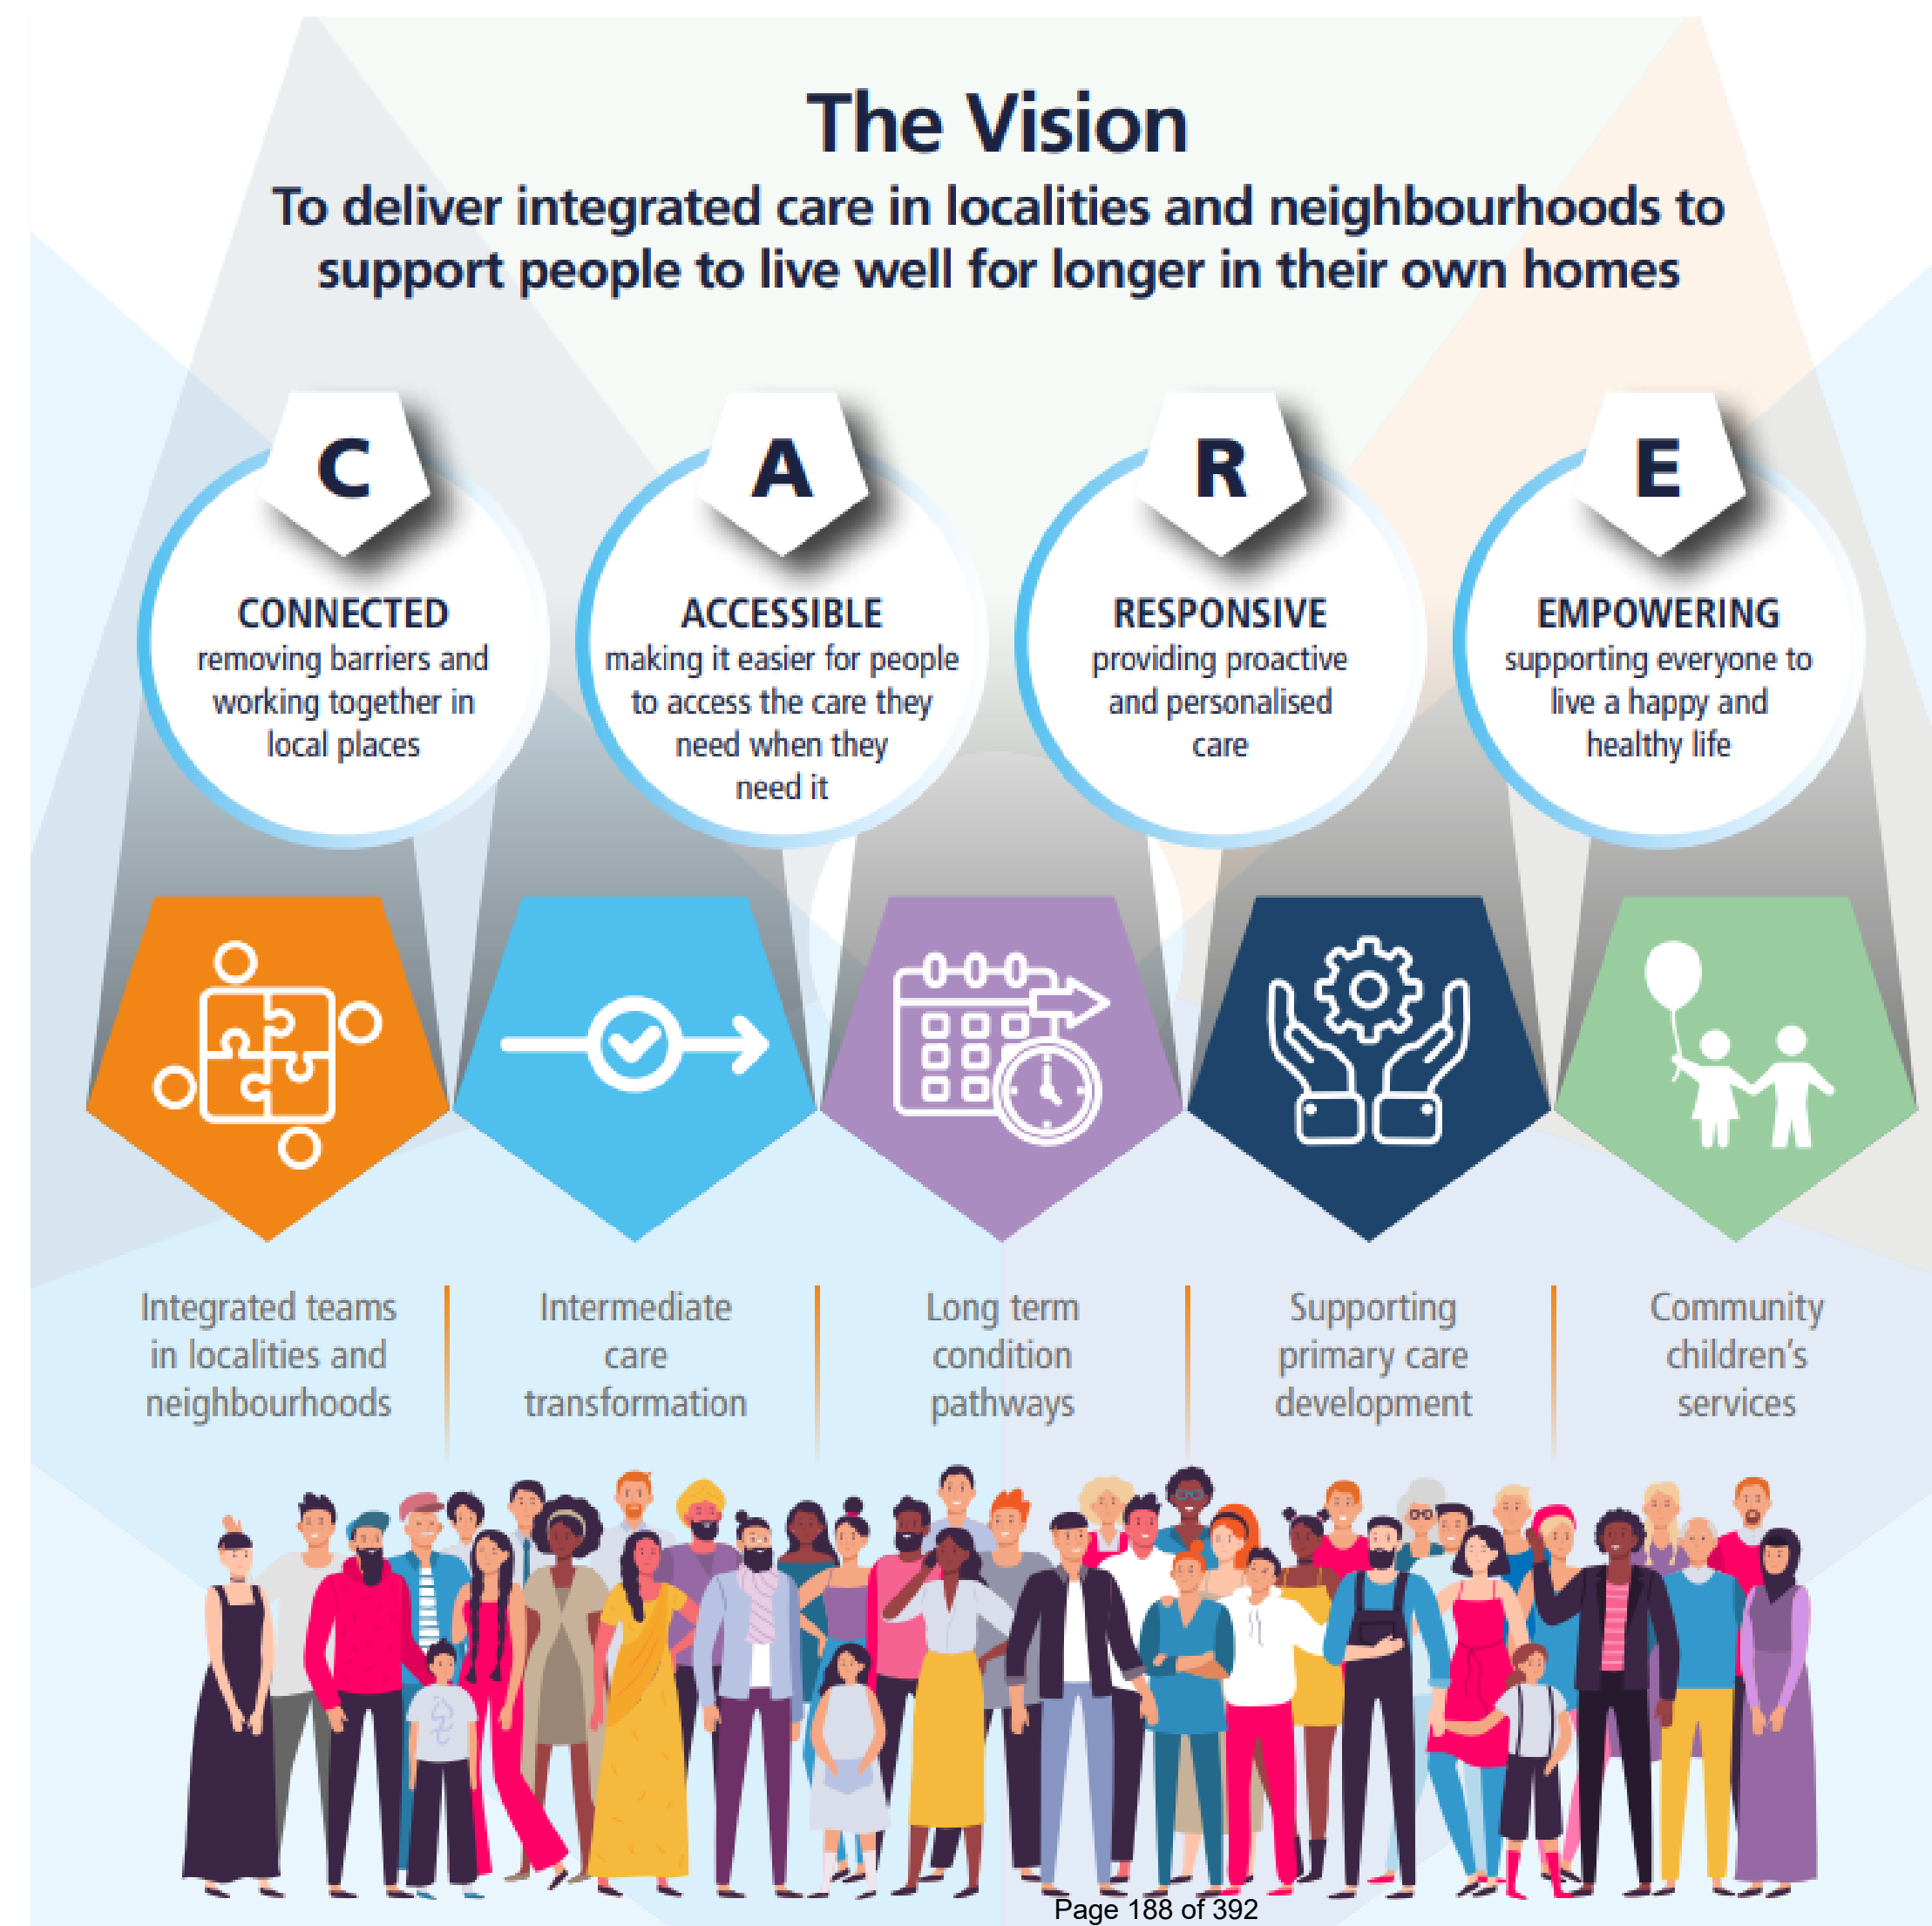 The Vision
To deliver integrated care in localities and neighbourhoods to
support people to live well for longer in their own homes
C
CONNECTED
removing barriers and
working together in
local places
A
ACCESSIBLE
making it easier for people
to access the care they
need when they
need it
R
RESPONSIVE
providing proactive
and personalised
care
E
EMPOWERING
supporting everyone to
live a happy and
healthy life
Integrated teams
in localities and
neighbourhoods
Intermediate
care
transformation
Long term
condition
pathways
Supporting
primary care
development
Community
children's
services
Page 188 of 392